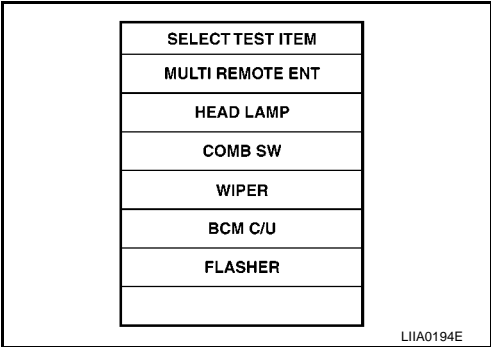 SELECT TEST ITEM
MULTI REMOTE ENT
HEAD LAMP
COMB SW
WIPER
BCM C/U
FLASHER
LIIA0194E